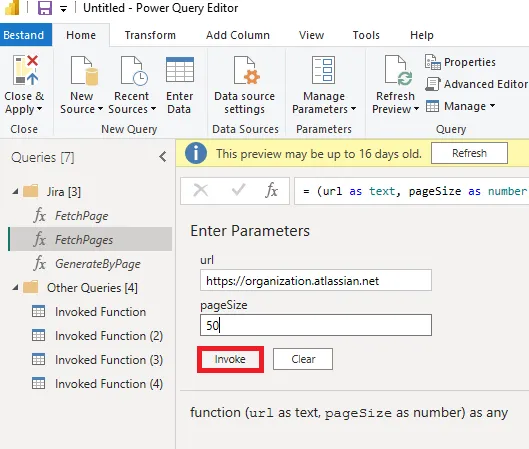 Untitled - Power Query Editor
Bestand Home Transform Add Column View
Close & Apply
New Source
Recent Sources
Enter Data
Data source settings
Manage Parameters
Refresh Preview
Properties
Advanced Editor
Manage
Close New Query Data Sources Parameters Query
Queries [7]
This preview may be up to 16 days old. Refresh
Jira [3]
fx FetchPage
fx FetchPages
fx GenerateByPage
Other Queries [4]
Invoked Function
Invoked Function (2)
Invoked Function (3)
Invoked Function (4)
fx = (url as text, pageSize as number
Enter Parameters
url
https://organization.atlassian.net
pageSize
50
Invoke Clear
function (url as text, pageSize as number) as any